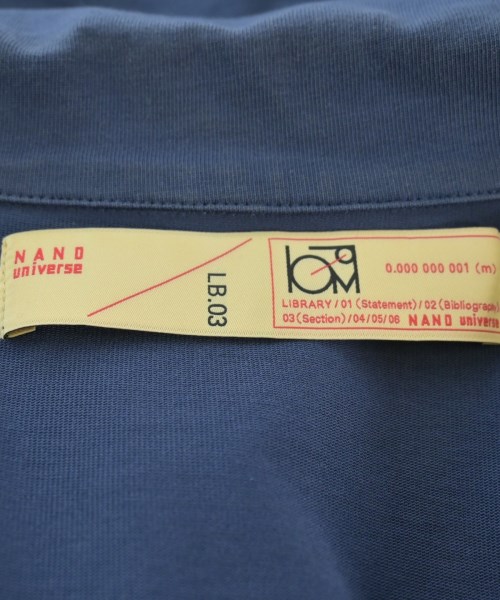 NANO
universe
LB.03
0.000 000 001 (m)
LIBRARY/01 (Statement)/02(Bibliography)
03(Section)/04/05/06 NANO universe